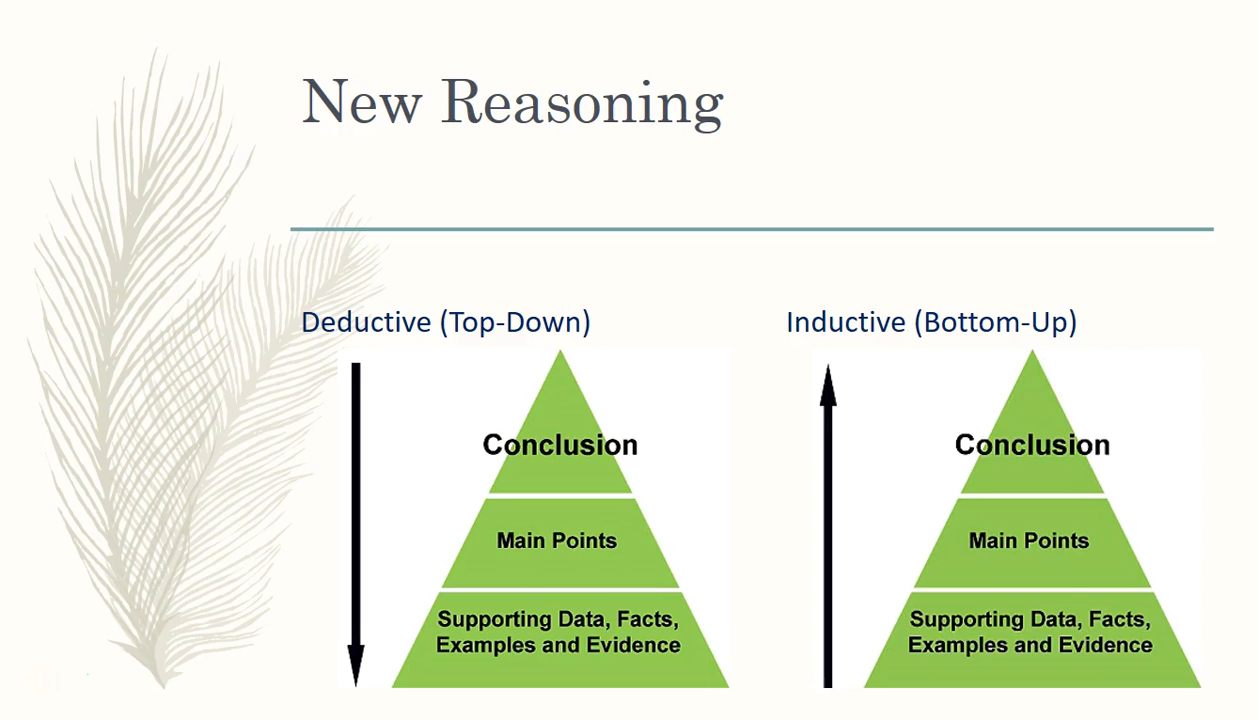 New Reasoning
Deductive (Top-Down)
Conclusion
Main Points
Supporting Data, Facts,
Examples and Evidence
Inductive (Bottom-Up)
Conclusion
Main Points
Supporting Data, Facts,
Examples and Evidence